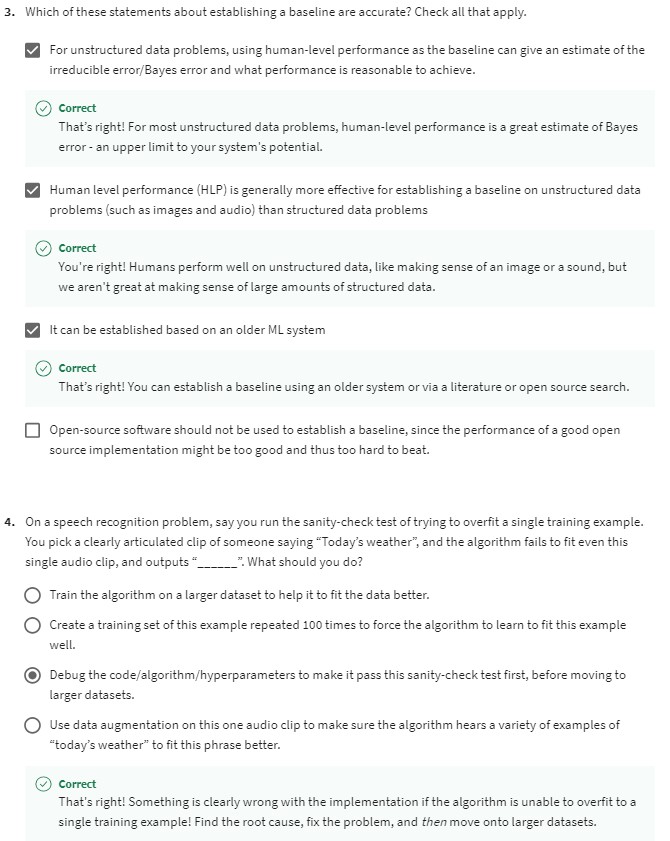 3. Which of these statements about establishing a baseline are accurate? Check all that apply.
For unstructured data problems, using human-level performance as the baseline can give an estimate of the
irreducible error/Bayes error and what performance is reasonable to achieve.
Correct
That's right! For most unstructured data problems, human-level performance is a great estimate of Bayes
error - an upper limit to your system's potential.
Human level performance (HLP) is generally more effective for establishing a baseline on unstructured data
problems (such as images and audio) than structured data problems
Correct
You're right! Humans perform well on unstructured data, like making sense of an image or a sound, but
we aren't great at making sense of large amounts of structured data.
It can be established based on an older ML system
Correct
That's right! You can establish a baseline using an older system or via a literature or open source search.
Open-source software should not be used to establish a baseline, since the performance of a good open
source implementation might be too good and thus too hard to beat.
4. On a speech recognition problem, say you run the sanity-check test of trying to overfit a single training example.
You pick a clearly articulated clip of someone saying “Today’s weather”, and the algorithm fails to fit even this
single audio clip, and outputs “______”. What should you do?
Train the algorithm on a larger dataset to help it to fit the data better.
Create a training set of this example repeated 100 times to force the algorithm to learn to fit this example
well.
Debug the code/algorithm/hyperparameters to make it pass this sanity-check test first, before moving to
larger datasets.
Use data augmentation on this one audio clip to make sure the algorithm hears a variety of examples of
“today’s weather” to fit this phrase better.
Correct
That's right! Something is clearly wrong with the implementation if the algorithm is unable to overfit to a
single training example! Find the root cause, fix the problem, and then move onto larger datasets.